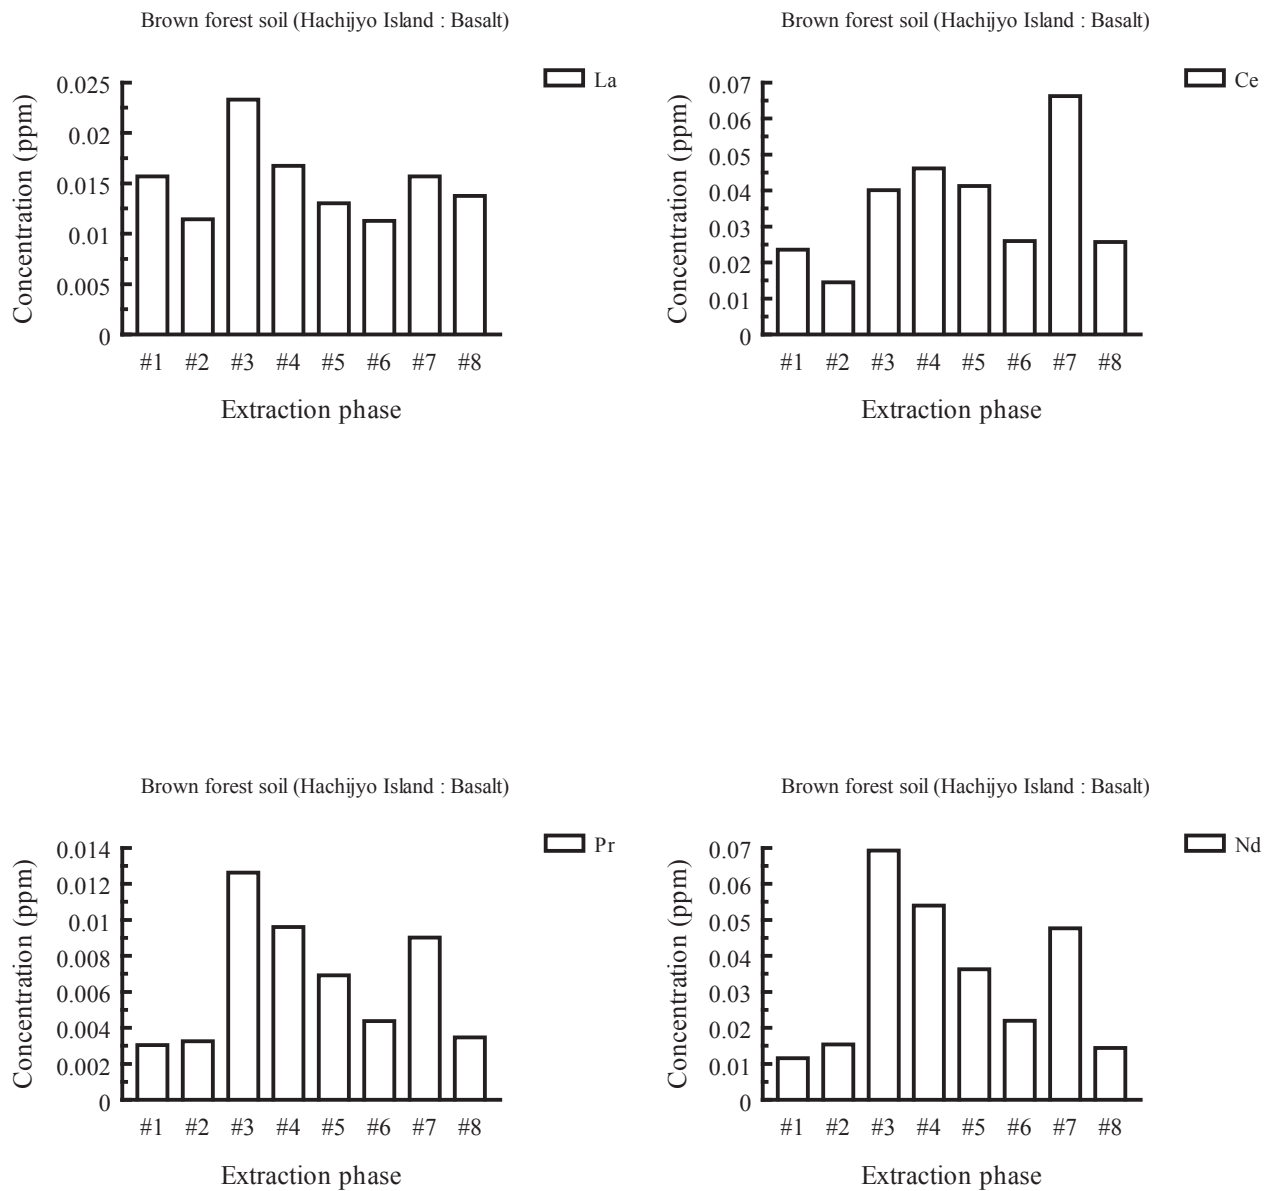 Brown forest soil (Hachijyo Island : Basalt)
La
Concentration (ppm)
0.025
0.02
0.015
0.01
0.005
0
#1 #2 #3 #4 #5 #6 #7 #8
Extraction phase
Brown forest soil (Hachijyo Island : Basalt)
Ce
Concentration (ppm)
0.07
0.06
0.05
0.04
0.03
0.02
0.01
0
#1 #2 #3 #4 #5 #6 #7 #8
Extraction phase
Brown forest soil (Hachijyo Island : Basalt)
Pr
Concentration (ppm)
0.014
0.012
0.01
0.008
0.006
0.004
0.002
0
#1 #2 #3 #4 #5 #6 #7 #8
Extraction phase
Brown forest soil (Hachijyo Island : Basalt)
Nd
Concentration (ppm)
0.07
0.06
0.05
0.04
0.03
0.02
0.01
0
#1 #2 #3 #4 #5 #6 #7 #8
Extraction phase